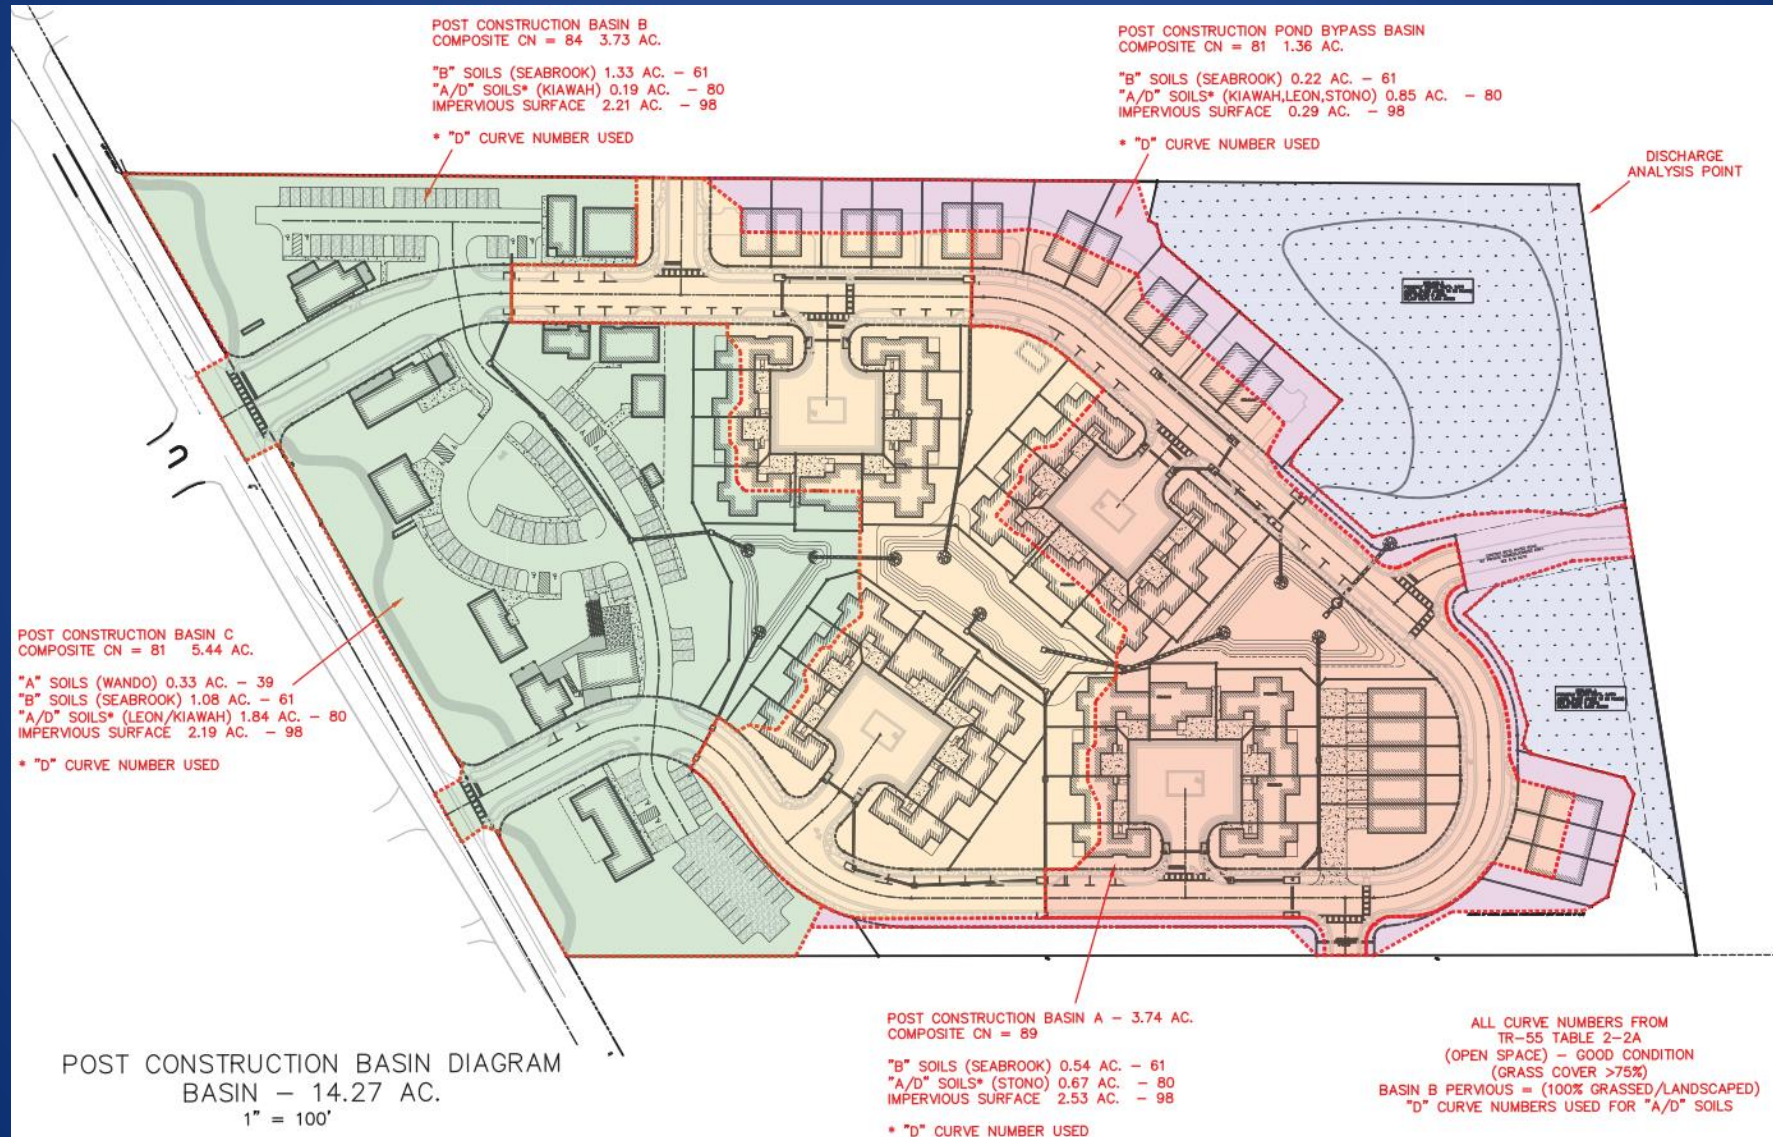 POST CONSTRUCTION BASIN B
COMPOSITE CN = 84  3.73 AC.
"B" SOILS (SEABROOK) 1.33 AC. – 61
"A/D" SOILS* (KIAWAH) 0.19 AC.  – 80
IMPERVIOUS SURFACE  2.21 AC.  – 98
* "D" CURVE NUMBER USED
POST CONSTRUCTION POND BYPASS BASIN
COMPOSITE CN = 81  1.36 AC.
"B" SOILS (SEABROOK) 0.22 AC. – 61
"A/D" SOILS* (KIAWAH,LEON,STONO) 0.85 AC.  – 80
IMPERVIOUS SURFACE  0.29 AC.  – 98
* "D" CURVE NUMBER USED
DISCHARGE
ANALYSIS POINT
POST CONSTRUCTION BASIN C
COMPOSITE CN = 81   5.44 AC.
"A" SOILS (WANDO) 0.33 AC. – 39
"B" SOILS (SEABROOK) 1.08 AC. – 61
"A/D" SOILS* (LEON/KIAWAH) 1.84 AC. – 80
IMPERVIOUS SURFACE  2.19 AC.  – 98
* "D" CURVE NUMBER USED
POST CONSTRUCTION BASIN DIAGRAM
BASIN – 14.27 AC.
1" = 100'
POST CONSTRUCTION BASIN A – 3.74 AC.
COMPOSITE CN = 89
"B" SOILS (SEABROOK) 0.54 AC. – 61
"A/D" SOILS* (STONO) 0.67 AC.  – 80
IMPERVIOUS SURFACE  2.53 AC.  – 98
* "D" CURVE NUMBER USED
ALL CURVE NUMBERS FROM
TR–55 TABLE 2–2A
(OPEN SPACE) – GOOD CONDITION
(GRASS COVER >75%)
BASIN B PERVIOUS = (100% GRASSED/LANDSCAPED)
"D" CURVE NUMBERS USED FOR "A/D" SOILS